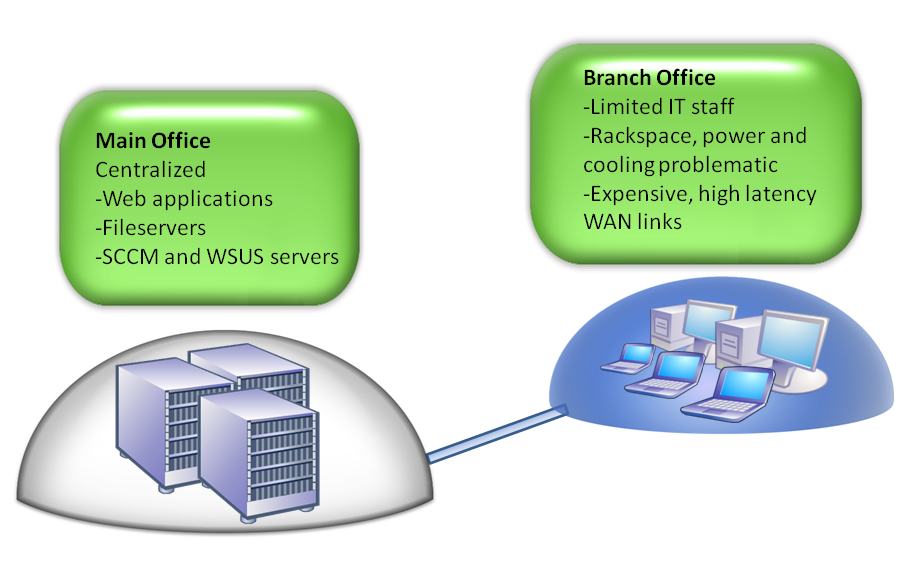 Main Office
Centralized
-Web applications
-Fileservers
-SCCM and WSUS servers
Branch Office
-Limited IT staff
-Rackspace, power and
cooling problematic
-Expensive, high latency
WAN links